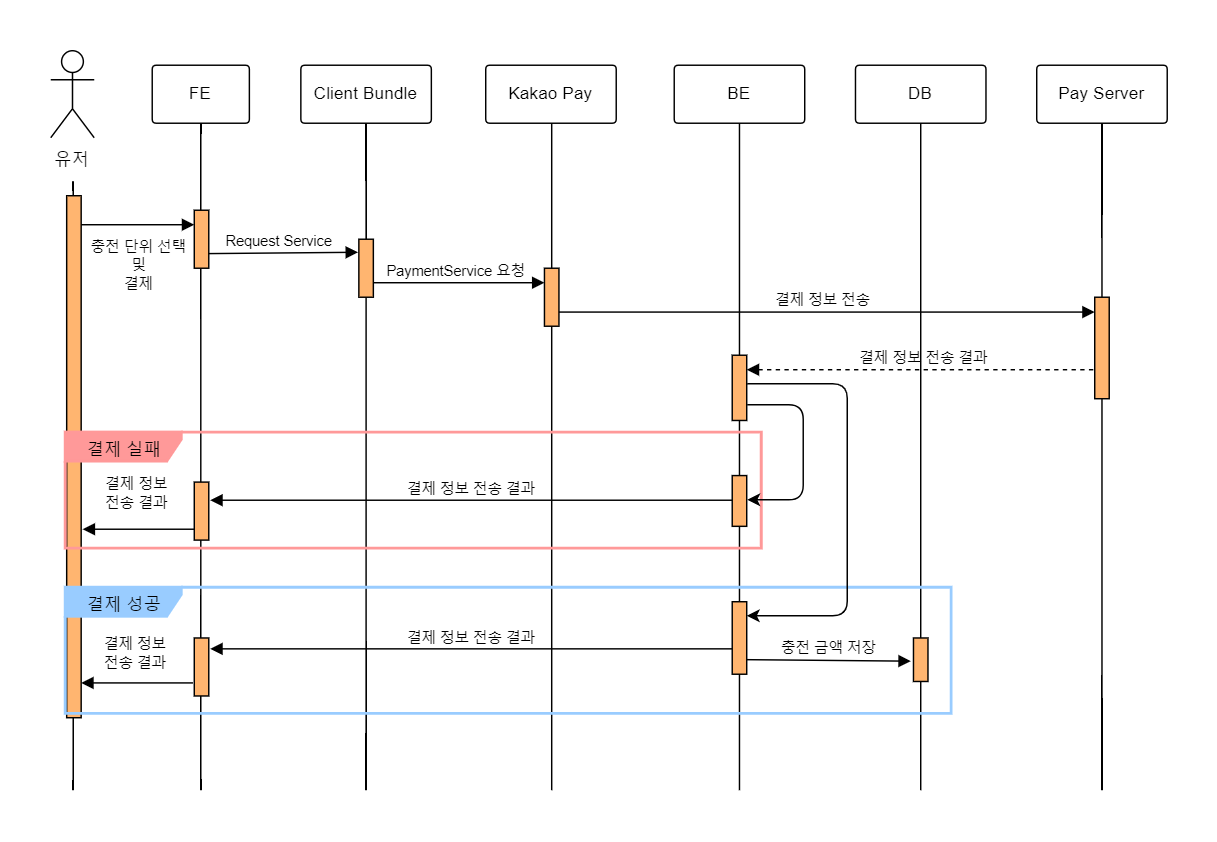 유저
FE
Client Bundle
Kakao Pay
BE
DB
Pay Server
충전 단위 선택
및
결제
Request Service
PaymentService 요청
결제 정보 전송
결제 정보 전송 결과
결제 실패
결제 정보
전송 결과
결제 정보 전송 결과
결제 성공
결제 정보
전송 결과
결제 정보 전송 결과
충전 금액 저장